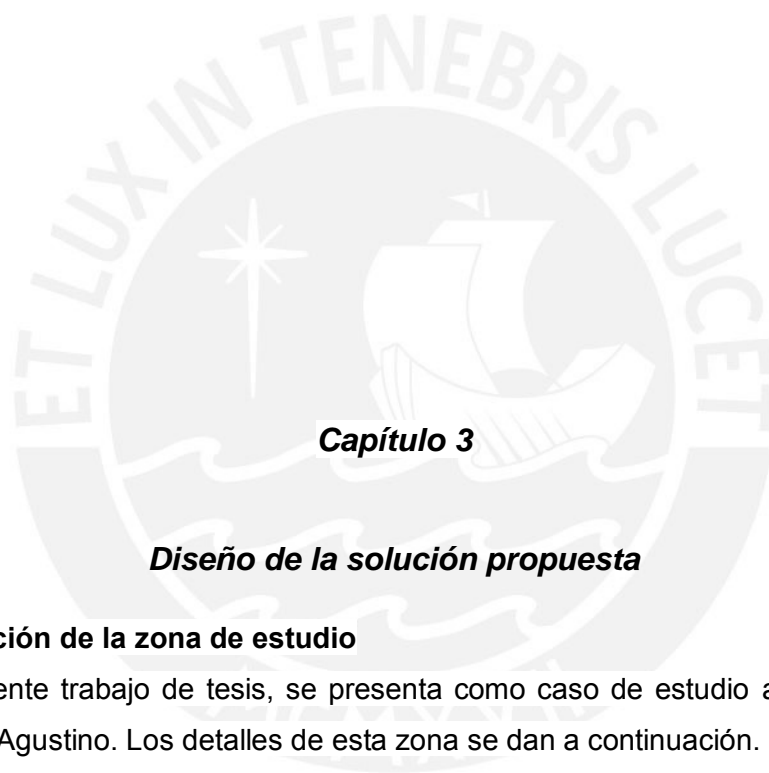 ET LUX IN TENEBRIS LUCET
Capítulo 3
Diseño de la solución propuesta
ción de la zona de estudio
ente trabajo de tesis, se presenta como caso de estudio a
Agustino. Los detalles de esta zona se dan a continuación.